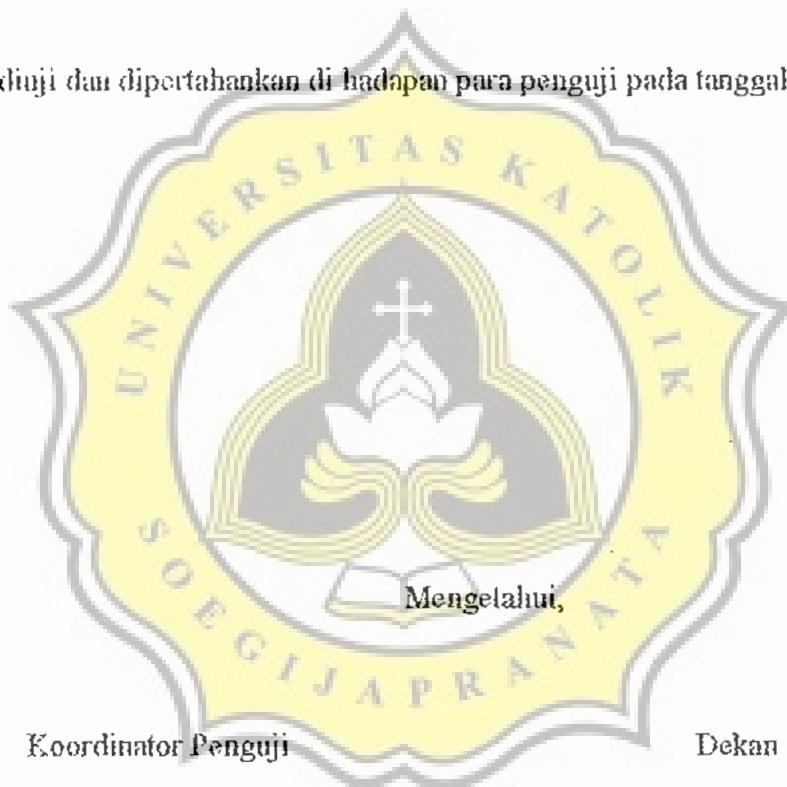 diuji dan dipertahankan di hadapan para penguji pada tanggal
UNIVERSITAS KATOLIK
SOEGIJAPRANATA
Mengetahui,
Koordinator Penguji
Dekan